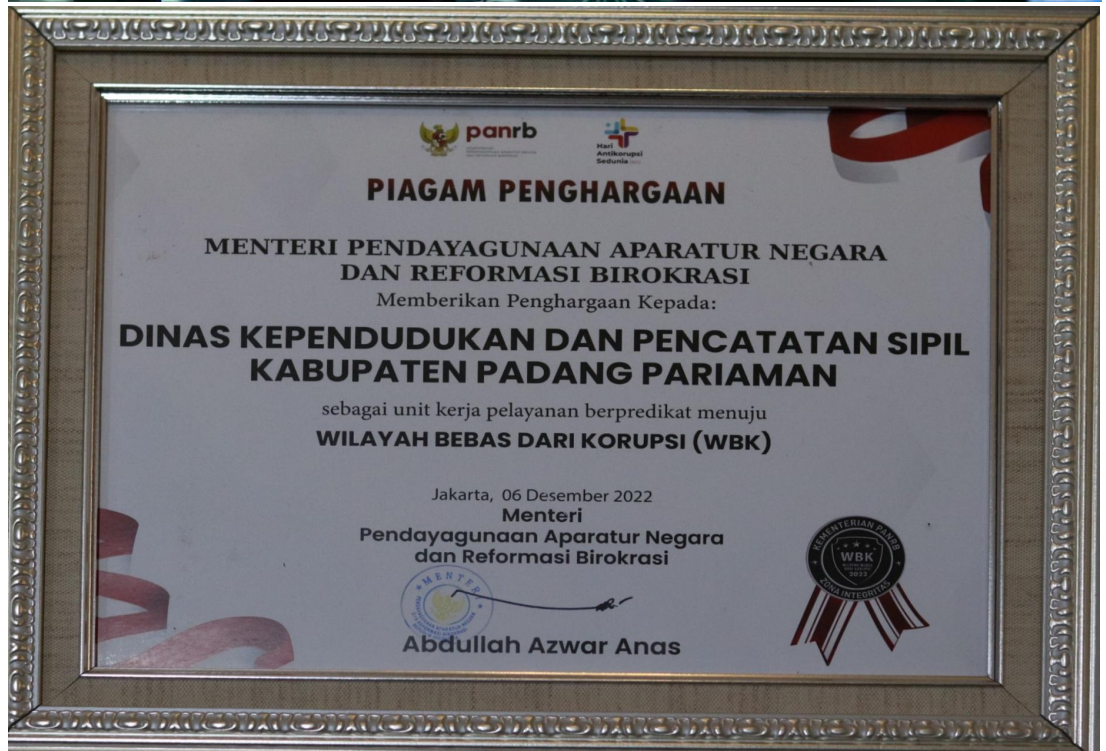 panrb
Hari
Antikorupsi
Sedunia
PIAGAM PENGHARGAAN
MENTERI PENDAYAGUNAAN APARATUR NEGARA
DAN REFORMASI BIROKRASI
Memberikan Penghargaan Kepada:
DINAS KEPENDUDUKAN DAN PENCATATAN SIPIL
KABUPATEN PADANG PARIAMAN
sebagai unit kerja pelayanan berpredikat menuju
WILAYAH BEBAS DARI KORUPSI (WBK)
Jakarta, 06 Desember 2022
Menteri
Pendayagunaan Aparatur Negara
dan Reformasi Birokrasi
MENTERI
Abdullah Azwar Anas
KEMENTERIAN PANRB
WBK
2022
ZONA INTEGRITAS